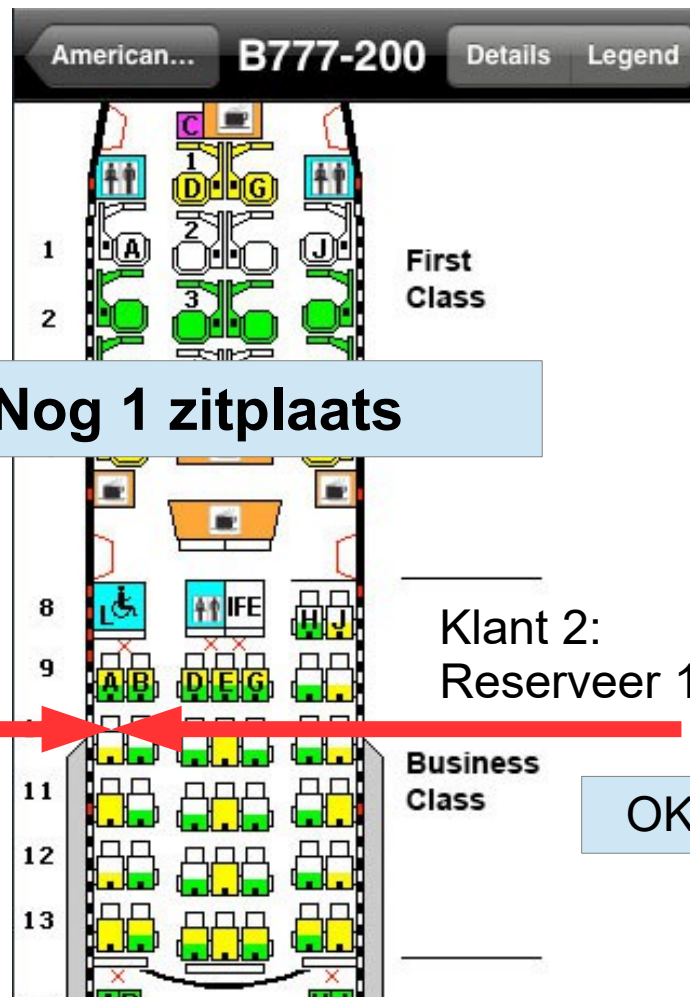 American... B777-200 Details Legend
C
1
D G
1 A 2 J
First
Class
2 3
Nog 1 zitplaats
8 L IFE H J
Klant 2:
Reserveer 1
9 A B D E G
Business
Class
11
OK
12
13